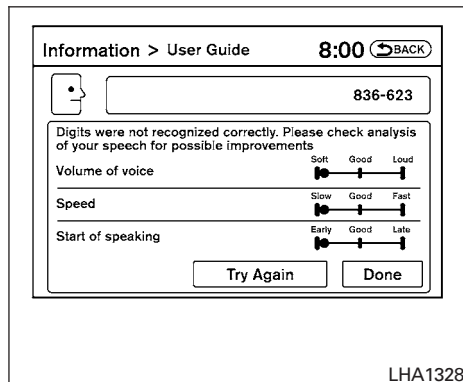 Information > User Guide 8:00 BACK
836-623
Digits were not recognized correctly. Please check analysis
of your speech for possible improvements
Soft Good Loud
Volume of voice
Slow Good Fast
Speed
Early Good Late
Start of speaking
Try Again Done
LHA1328